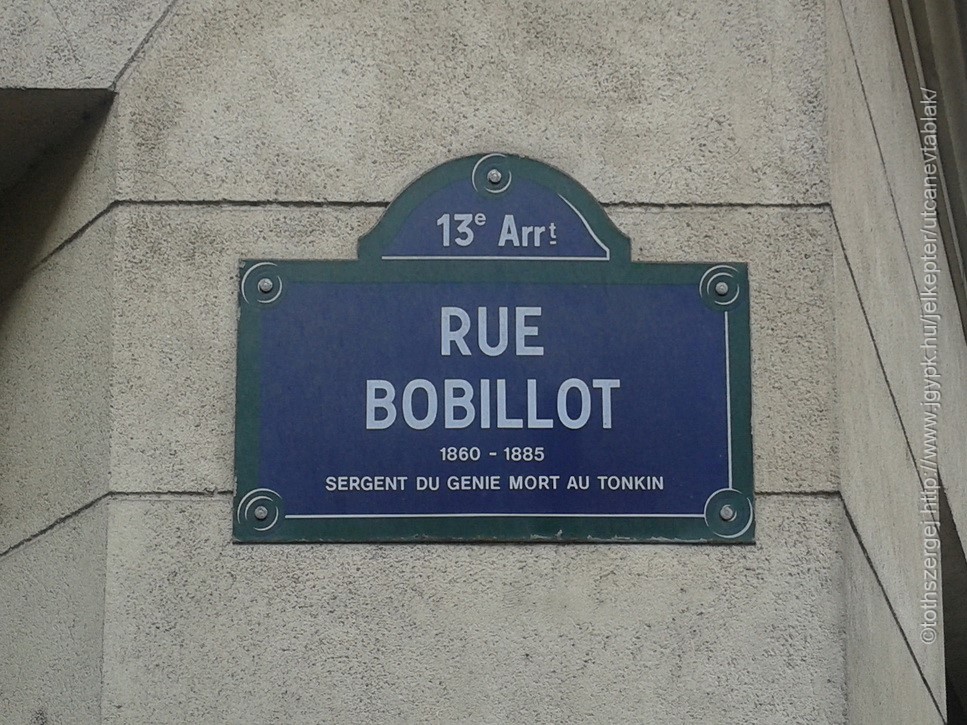 13e Arrt
RUE
BOBILLOT
1860 - 1885
SERGENT DU GENIE MORT AU TONKIN
©tothszergej http://www.jgypk.hu/jelkepter/utcanevtablak/